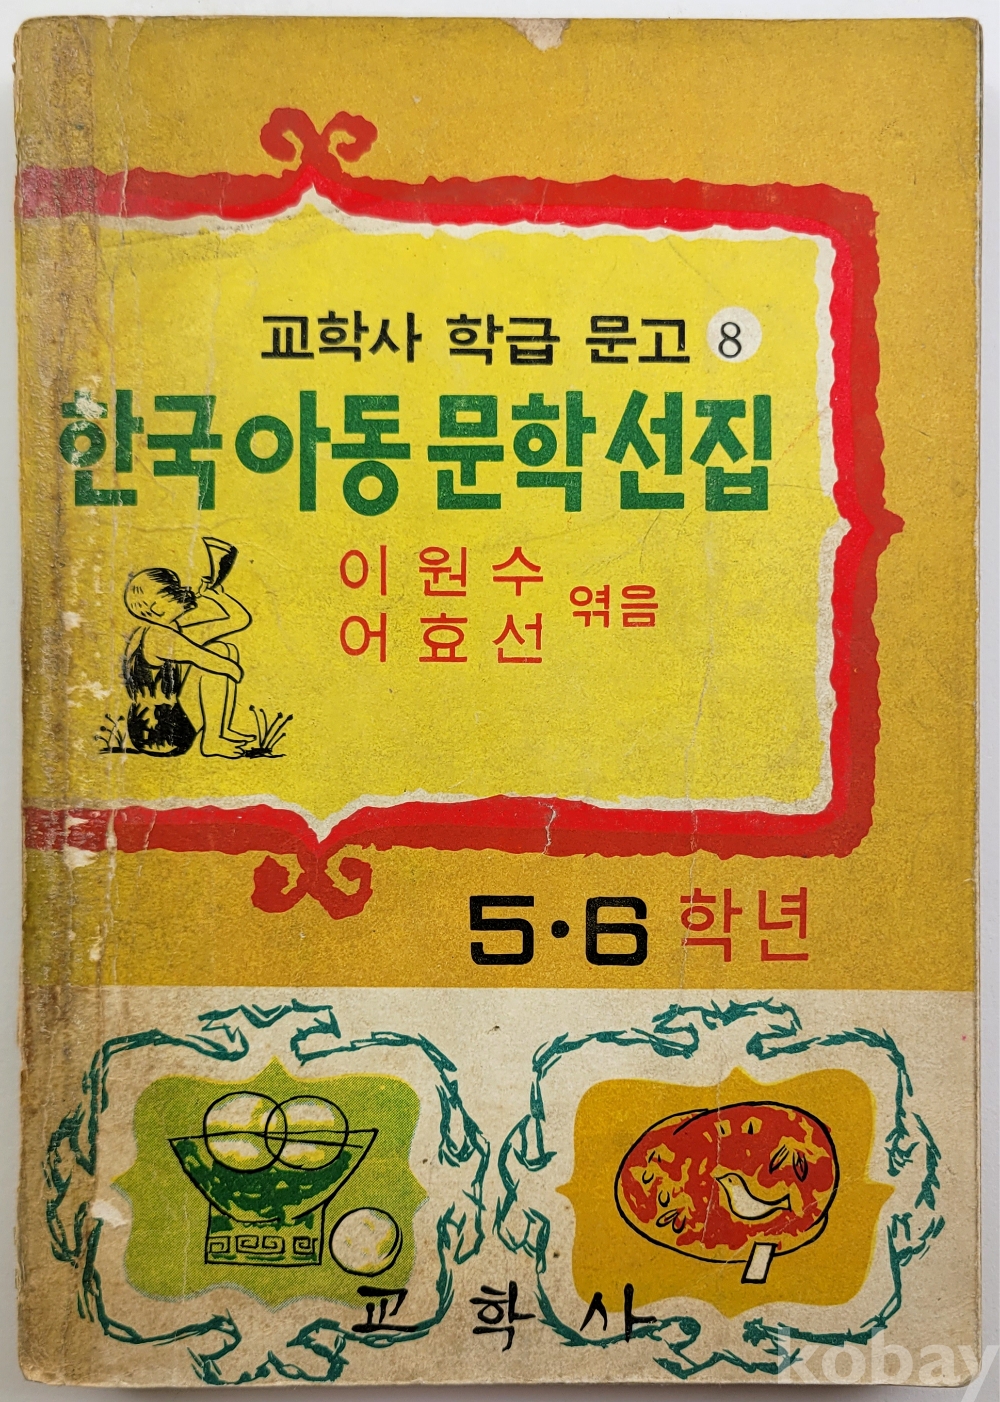 교학사 학급 문고 8
한국아동문학선집
이원수
어효선 엮음
5·6 학년
교학사
kobay